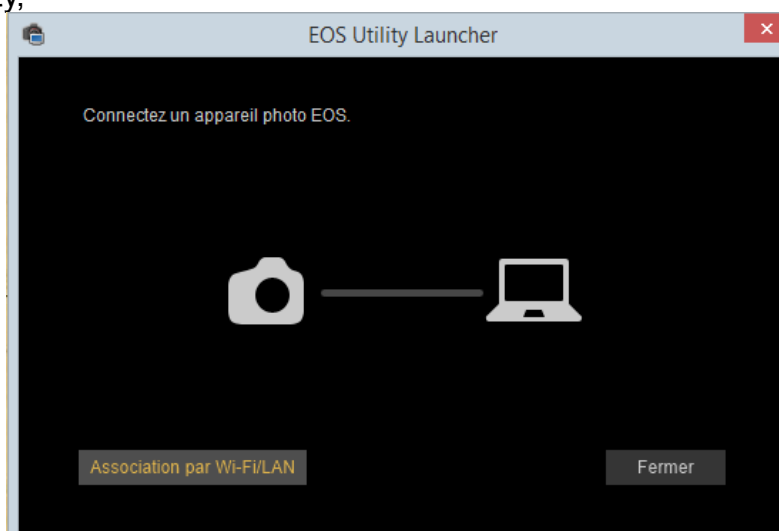 EOS Utility Launcher
Connectez un appareil photo EOS.
Association par Wi-Fi/LAN
Fermer